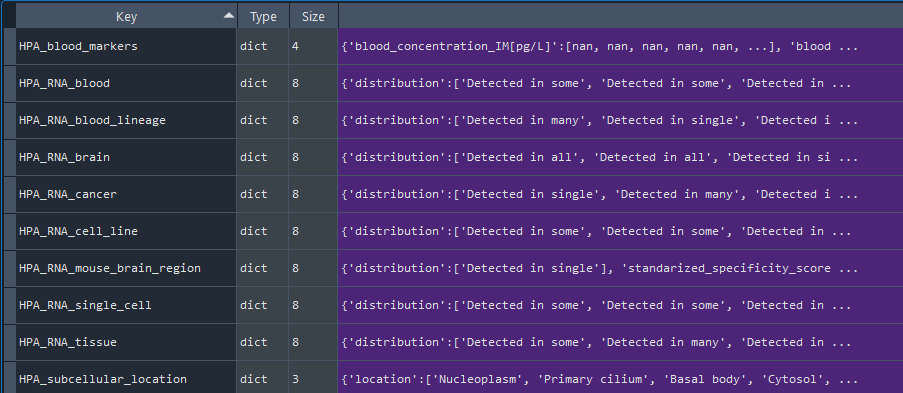 Key Type Size
HPA_blood_markers dict 4 {'blood_concentration_IM[pg/L]':[nan, nan, nan, nan, nan, ...], 'blood ...
HPA_RNA_blood dict 8 {'distribution':['Detected in some', 'Detected in some', 'Detected in ...
HPA_RNA_blood_lineage dict 8 {'distribution':['Detected in many', 'Detected in single', 'Detected i ...
HPA_RNA_brain dict 8 {'distribution':['Detected in all', 'Detected in all', 'Detected in si ...
HPA_RNA_cancer dict 8 {'distribution':['Detected in single', 'Detected in many', 'Detected i ...
HPA_RNA_cell_line dict 8 {'distribution':['Detected in some', 'Detected in some', 'Detected in ...
HPA_RNA_mouse_brain_region dict 8 {'distribution':['Detected in single'], 'standarized_specificity_score ...
HPA_RNA_single_cell dict 8 {'distribution':['Detected in some', 'Detected in some', 'Detected in ...
HPA_RNA_tissue dict 8 {'distribution':['Detected in some', 'Detected in many', 'Detected in ...
HPA_subcellular_location dict 3 {'location':['Nucleoplasm', 'Primary cilium', 'Basal body', 'Cytosol', ...